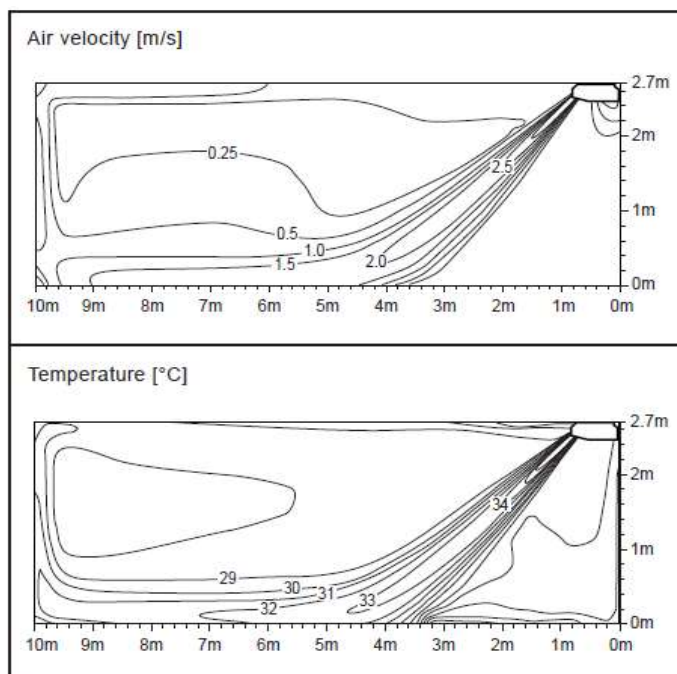 Air velocity [m/s]
2.7m
2m
0.25
2.5
1m
0.5
1.0
1.5
2.0
0m
10m 9m 8m 7m 6m 5m 4m 3m 2m 1m 0m
Temperature [°C]
2.7m
2m
34
1m
29
30
31
33
32
0m
10m 9m 8m 7m 6m 5m 4m 3m 2m 1m 0m